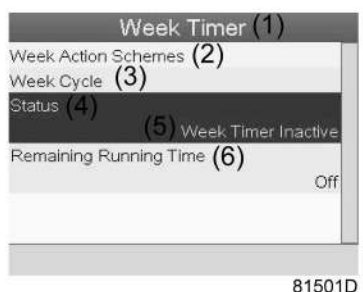 Week Timer (1)
Week Action Schemes (2)
Week Cycle (3)
Status (4)
(5) Week Timer Inactive
Remaining Running Time (6)
Off
81501D